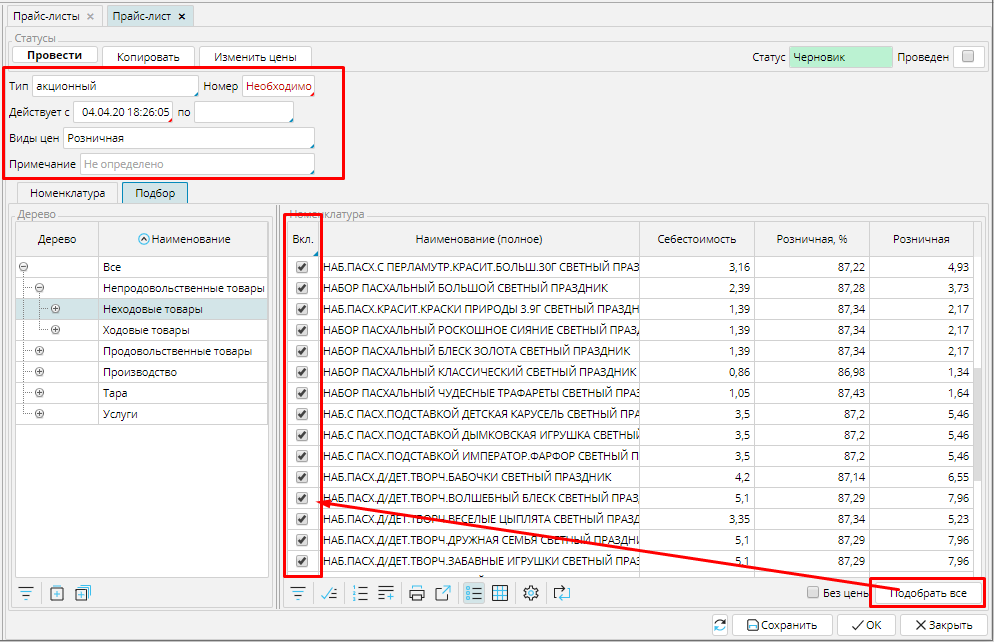 Прайс-листы × Прайс-лист ×
Статусы
Провести Копировать Изменить цены Статус Черновик Проведен
Тип акционный Номер Необходимо
Действует с 04.04.20 18:26:05 по
Виды цен Розничная
Примечание Не определено
Номенклатура Подбор
Дерево
Дерево Наименование
Все
Непродовольственные товары
Неходовые товары
Ходовые товары
Продовольственные товары
Производство
Тара
Услуги
Номенклатура
Вкл. Наименование (полное) Себестоимость Розничная, % Розничная
НАБ.ПАСХ.С ПЕРЛАМУТР.КРАСИТ.БОЛЬШ.30Г СВЕТНЫЙ ПРАЗ 3,16 87,22 4,93
НАБОР ПАСХАЛЬНЫЙ БОЛЬШОЙ СВЕТНЫЙ ПРАЗДНИК 2,39 87,28 3,73
НАБ.ПАСХ.КРАСИТ.КРАСКИ ПРИРОДЫ 3.9Г СВЕТНЫЙ ПРАЗДН 1,39 87,34 2,17
НАБОР ПАСХАЛЬНЫЙ РОСКОШНОЕ СИЯНИЕ СВЕТНЫЙ ПРАЗД 1,39 87,34 2,17
НАБОР ПАСХАЛЬНЫЙ БЛЕСК ЗОЛОТА СВЕТНЫЙ ПРАЗДНИК 1,39 87,34 2,17
НАБОР ПАСХАЛЬНЫЙ КЛАССИЧЕСКИЙ СВЕТНЫЙ ПРАЗДНИК 0,86 86,98 1,34
НАБОР ПАСХАЛЬНЫЙ ЧУДЕСНЫЕ ТРАФАРЕТЫ СВЕТНЫЙ ПРАЗ 1,05 87,43 1,64
НАБ.С ПАСХ.ПОДСТАВКОЙ ДЕТСКАЯ КАРУСЕЛЬ СВЕТНЫЙ ПРА 3,5 87,2 5,46
НАБ.С ПАСХ.ПОДСТАВКОЙ ДЫМКОВСКАЯ ИГРУШКА СВЕТНЫЙ 3,5 87,2 5,46
НАБ.С ПАСХ.ПОДСТАВКОЙ ИМПЕРАТОР.ФАРФОР СВЕТНЫЙ П 3,5 87,2 5,46
НАБ.ПАСХ.Д/ДЕТ.ТВОРЧ.БАБОЧКИ СВЕТНЫЙ ПРАЗДНИК 4,2 87,14 6,55
НАБ.ПАСХ.Д/ДЕТ.ТВОРЧ.ВОЛШЕБНЫЙ БЛЕСК СВЕТНЫЙ ПРАЗ 5,1 87,29 7,96
НАБ.ПАСХ.Д/ДЕТ.ТВОРЧ.ВЕСЕЛЫЕ ЦЫПЛЯТА СВЕТНЫЙ ПРАЗД 3,35 87,34 5,23
НАБ.ПАСХ.Д/ДЕТ.ТВОРЧ.ДРУЖНАЯ СЕМЬЯ СВЕТНЫЙ ПРАЗДНИ 5,1 87,29 7,96
НАБ.ПАСХ.Д/ДЕТ.ТВОРЧ.ЗАБАВНЫЕ ИГРУШКИ СВЕТНЫЙ ПРАЗ 5,1 87,29 7,96
Без цены Подобрать все
Сохранить ОК Закрыть